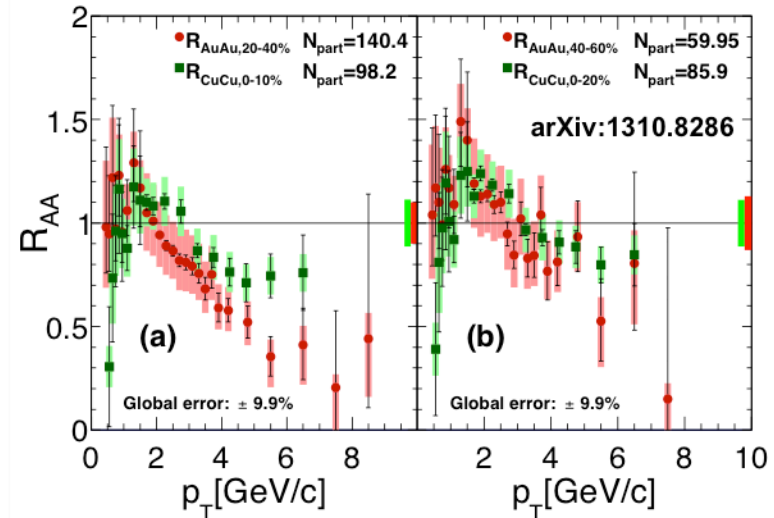 2
1.5
1
0.5
0
R_AA
R_AuAu,20-40% N_part=140.4
R_CuCu,0-10% N_part=98.2
(a)
Global error: ± 9.9%
0 2 4 6 8
p_T[GeV/c]
R_AuAu,40-60% N_part=59.95
R_CuCu,0-20% N_part=85.9
arXiv:1310.8286
(b)
Global error: ± 9.9%
2 4 6 8 10
p_T[GeV/c]